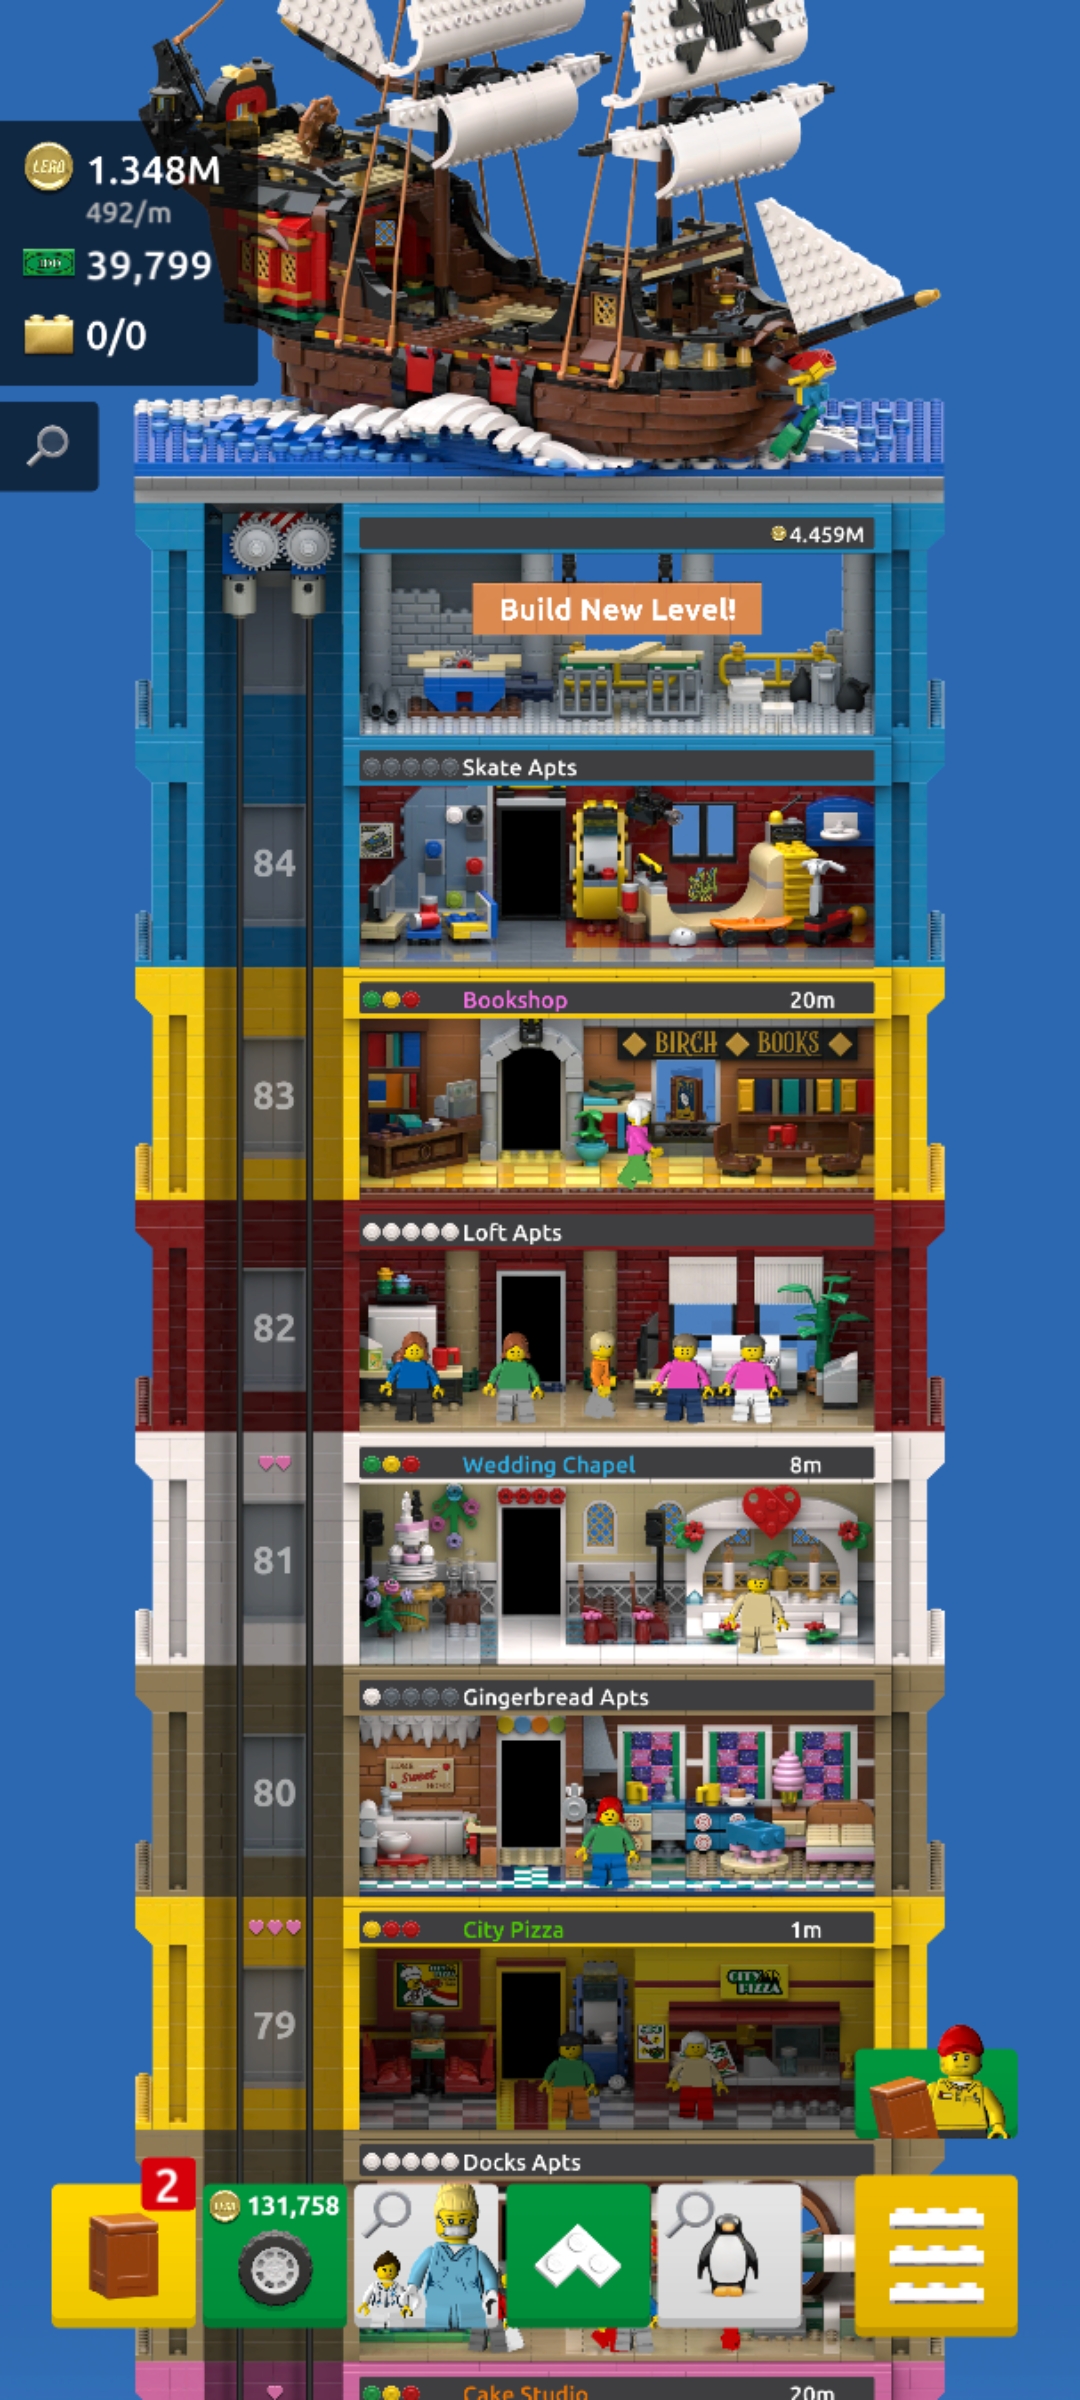 LEGO
1.348M
492/m
39,799
0/0
4.459M
Build New Level!
Skate Apts
84
Bookshop
20m
BIRCH BOOKS
83
Loft Apts
82
Wedding Chapel
8m
81
Gingerbread Apts
Sweet
80
City Pizza
1m
CITY PIZZA
79
Docks Apts
2
131,758
Cake Studio
20m